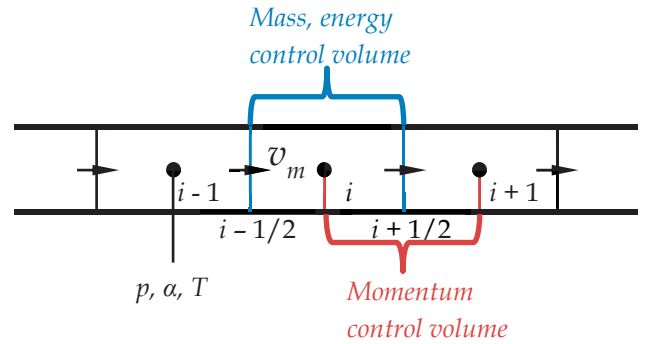 Mass, energy
control volume
v_m
i - 1
i
i + 1
i – 1/2
i + 1/2
p, α, T
Momentum
control volume